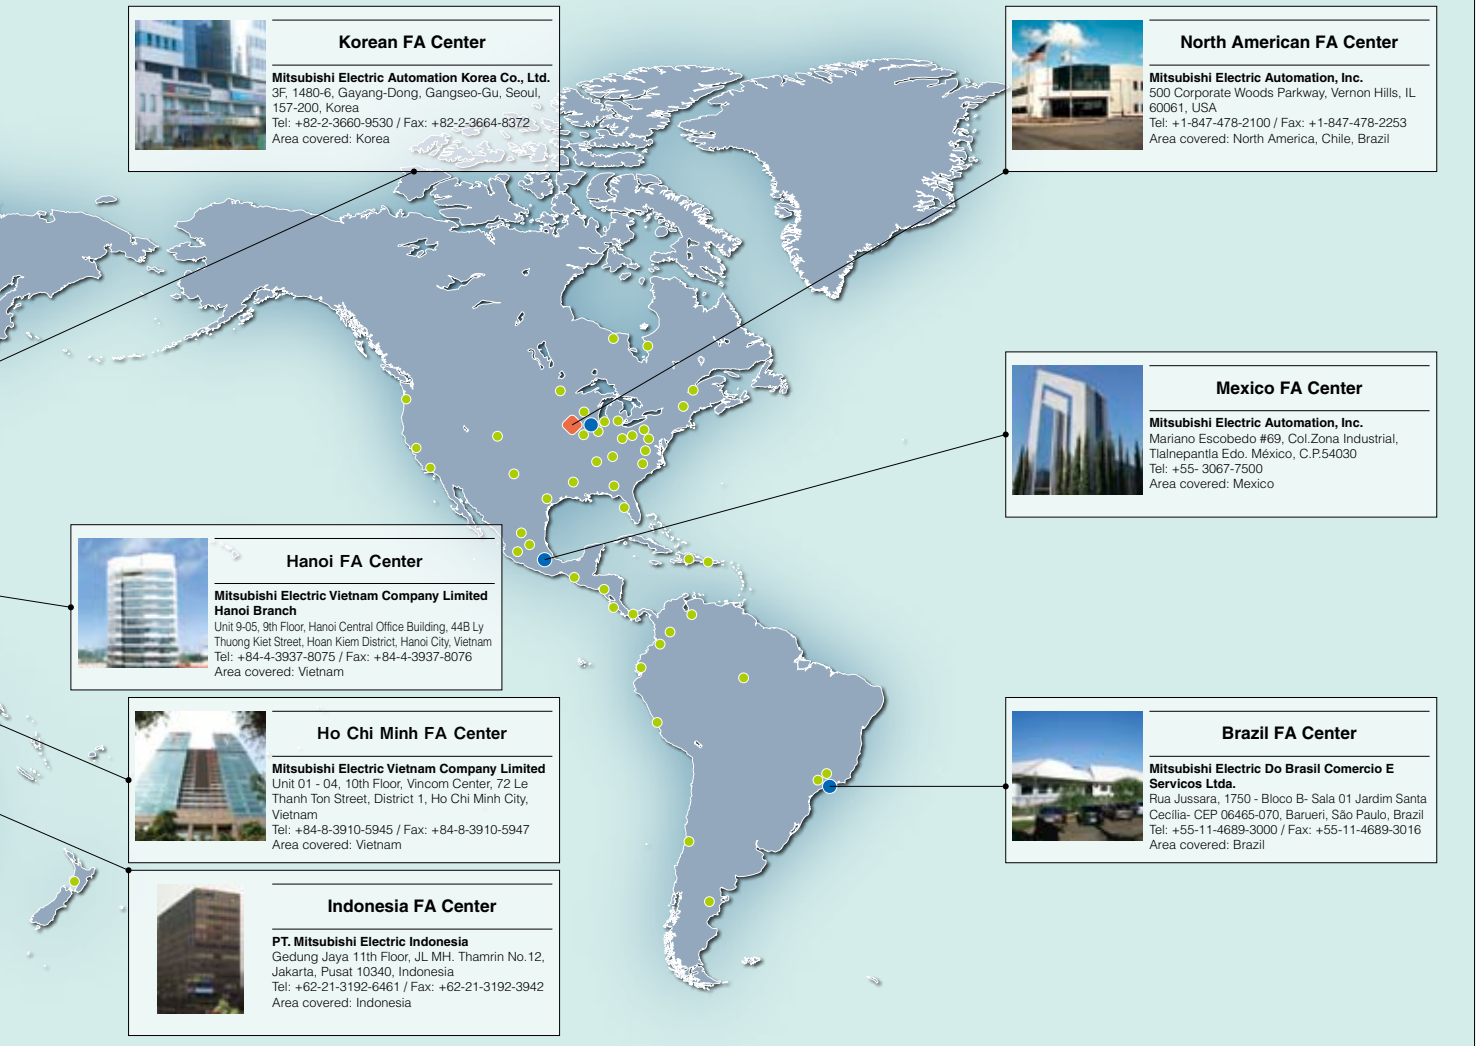 Korean FA Center
Mitsubishi Electric Automation Korea Co., Ltd.
3F, 1480-6, Gayang-Dong, Gangseo-Gu, Seoul,
157-200, Korea
Tel: +82-2-3660-9530 / Fax: +82-2-3664-8372
Area covered: Korea
North American FA Center
Mitsubishi Electric Automation, Inc.
500 Corporate Woods Parkway, Vernon Hills, IL
60061, USA
Tel: +1-847-478-2100 / Fax: +1-847-478-2253
Area covered: North America, Chile, Brazil
Mexico FA Center
Mitsubishi Electric Automation, Inc.
Mariano Escobedo #69, Col.Zona Industrial,
Tlalnepantla Edo. México, C.P.54030
Tel: +55- 3067-7500
Area covered: Mexico
Hanoi FA Center
Mitsubishi Electric Vietnam Company Limited
Hanoi Branch
Unit 9-05, 9th Floor, Hanoi Central Office Building, 44B Ly
Thuong Kiet Street, Hoan Kiem District, Hanoi City, Vietnam
Tel: +84-4-3937-8075 / Fax: +84-4-3937-8076
Area covered: Vietnam
Ho Chi Minh FA Center
Mitsubishi Electric Vietnam Company Limited
Unit 01 - 04, 10th Floor, Vincom Center, 72 Le
Thanh Ton Street, District 1, Ho Chi Minh City,
Vietnam
Tel: +84-8-3910-5945 / Fax: +84-8-3910-5947
Area covered: Vietnam
Brazil FA Center
Mitsubishi Electric Do Brasil Comercio E
Servicos Ltda.
Rua Jussara, 1750 - Bloco B- Sala 01 Jardim Santa
Cecília- CEP 06465-070, Barueri, São Paulo, Brazil
Tel: +55-11-4689-3000 / Fax: +55-11-4689-3016
Area covered: Brazil
Indonesia FA Center
PT. Mitsubishi Electric Indonesia
Gedung Jaya 11th Floor, JL MH. Thamrin No.12,
Jakarta, Pusat 10340, Indonesia
Tel: +62-21-3192-6461 / Fax: +62-21-3192-3942
Area covered: Indonesia